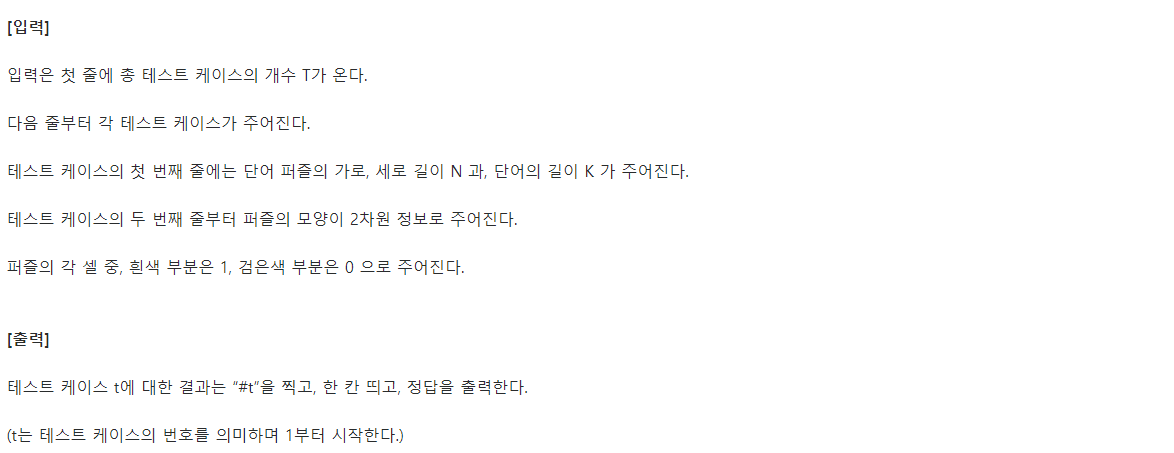 [입력]
입력은 첫 줄에 총 테스트 케이스의 개수 T가 온다.
다음 줄부터 각 테스트 케이스가 주어진다.
테스트 케이스의 첫 번째 줄에는 단어 퍼즐의 가로, 세로 길이 N 과, 단어의 길이 K 가 주어진다.
테스트 케이스의 두 번째 줄부터 퍼즐의 모양이 2차원 정보로 주어진다.
퍼즐의 각 셀 중, 흰색 부분은 1, 검은색 부분은 0 으로 주어진다.
[출력]
테스트 케이스 t에 대한 결과는 “#t”을 찍고, 한 칸 띄고, 정답을 출력한다.
(t는 테스트 케이스의 번호를 의미하며 1부터 시작한다.)